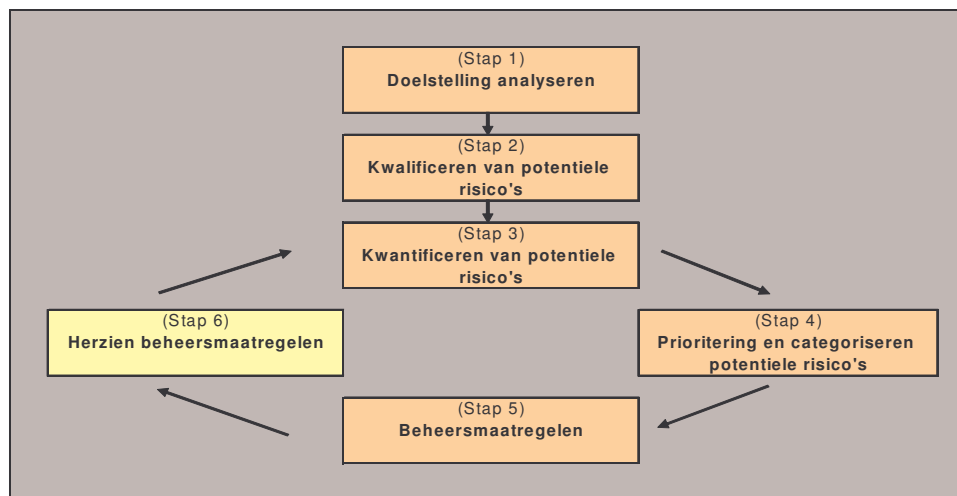 (Stap 1)
Doelstelling analyseren
(Stap 2)
Kwalificeren van potentiele
risico's
(Stap 3)
Kwantificeren van potentiele
risico's
(Stap 6)
Herzien beheersmaatregelen
(Stap 4)
Prioritering en categoriseren
potentiele risico's
(Stap 5)
Beheersmaatregelen